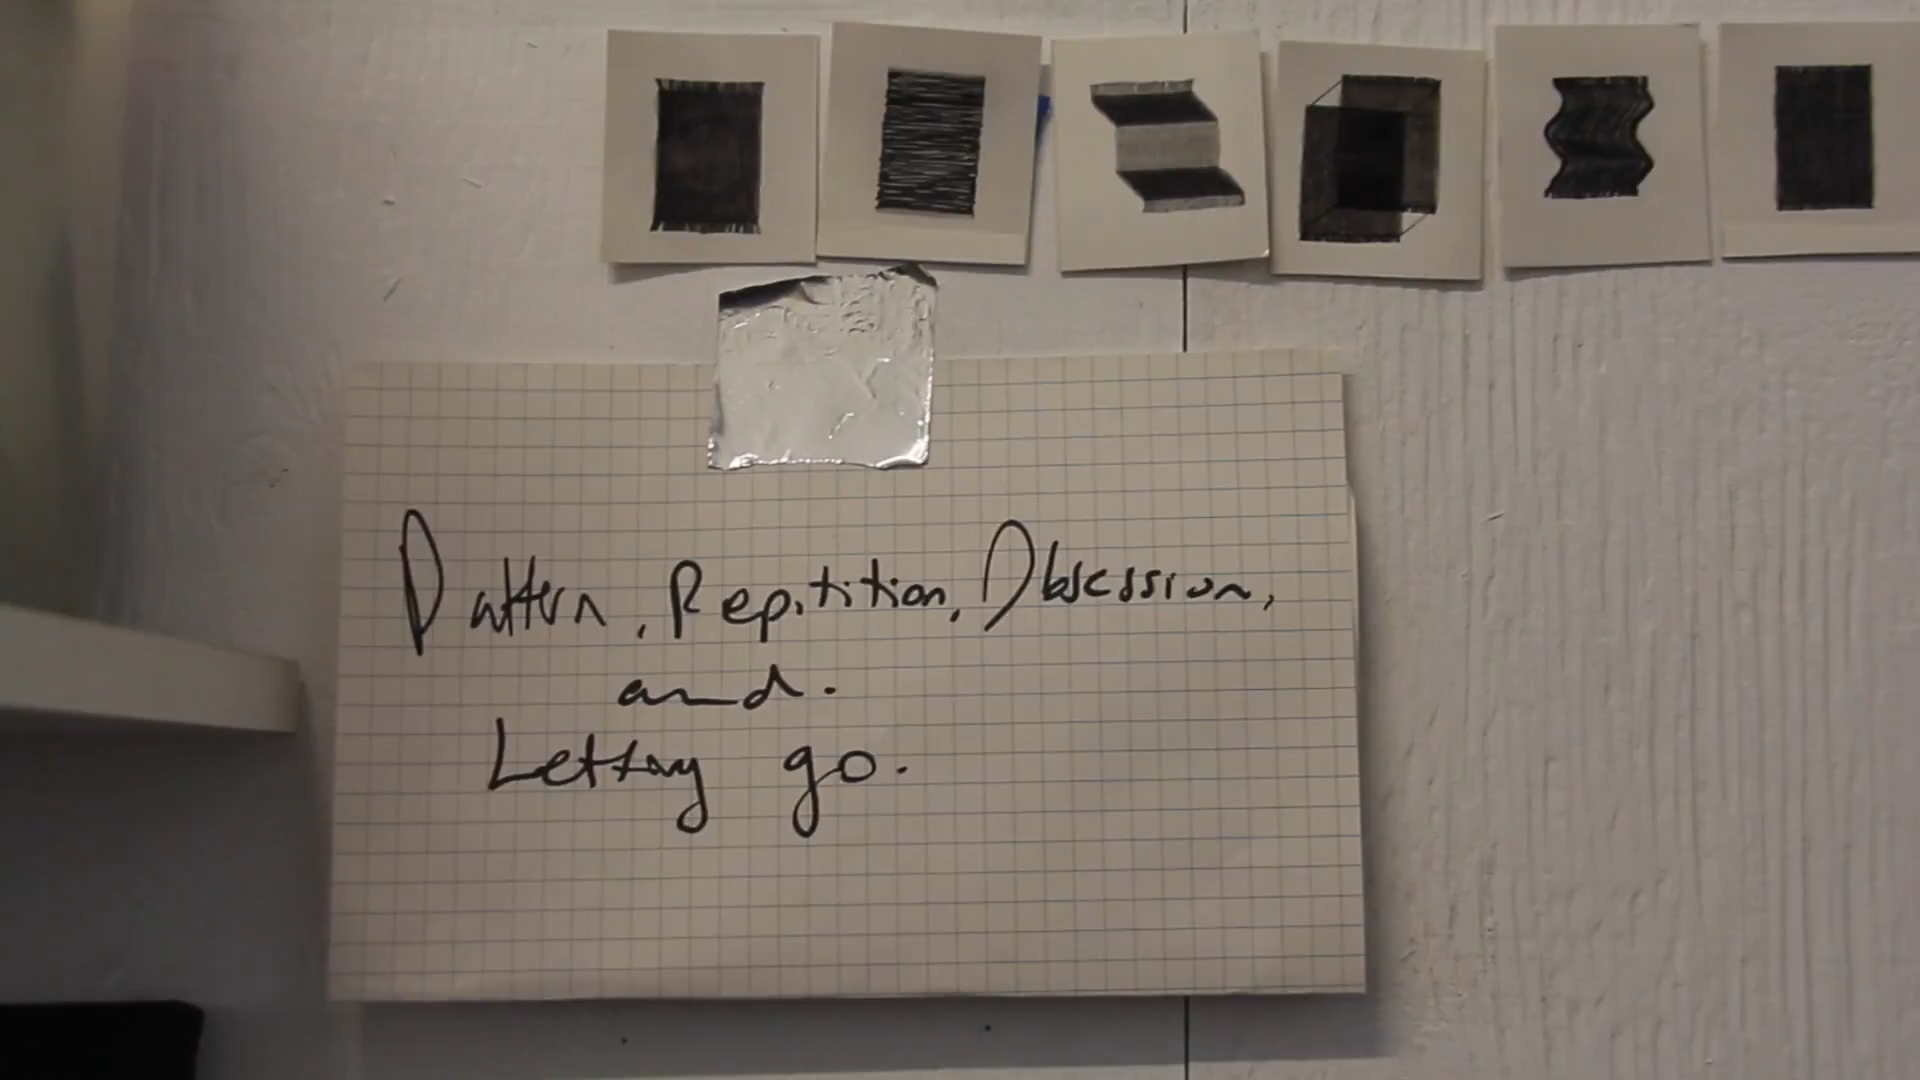 Pattern, Repitition, Obsession,
and.
Letting go.